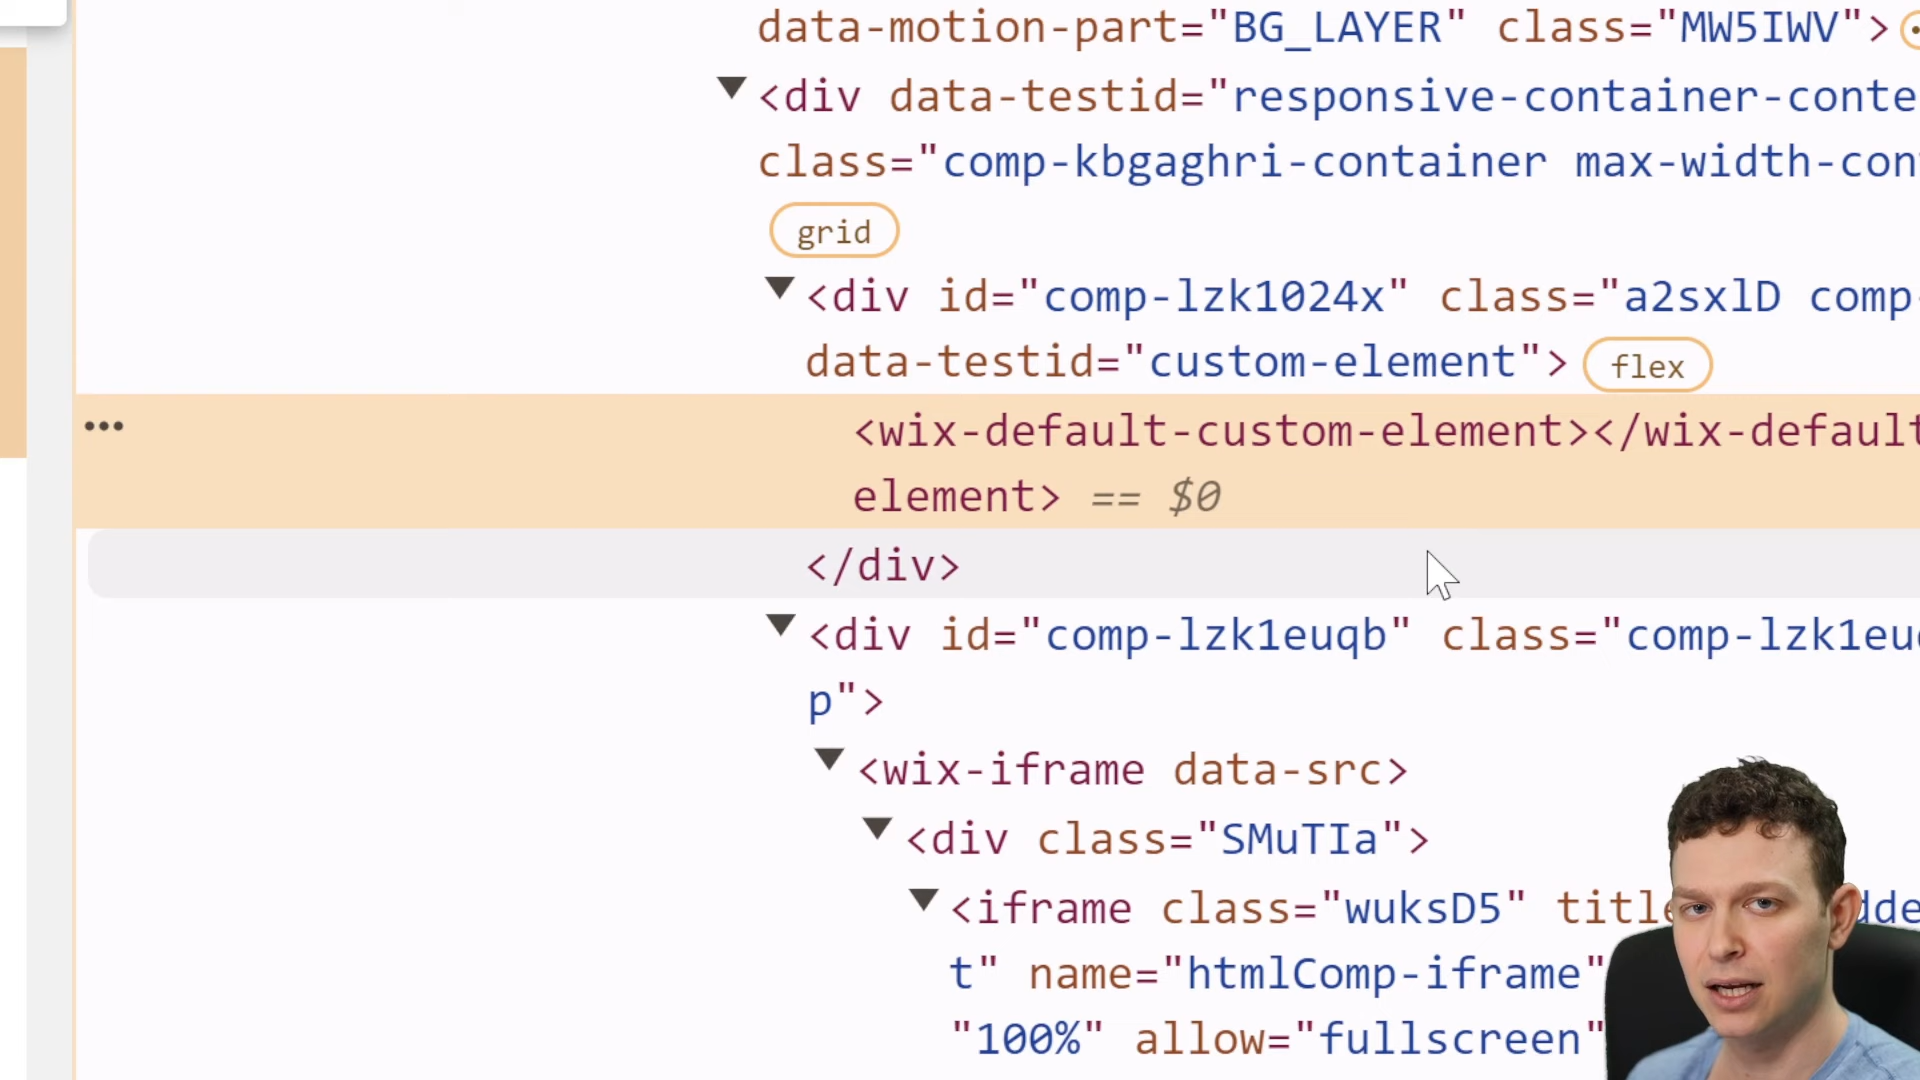 data-motion-part="BG_LAYER" class="MW5IWV">
<div data-testid="responsive-container-conte
class="comp-kbgaghri-container max-width-con
grid
<div id="comp-lzk1024x" class="a2sxlD comp-
data-testid="custom-element"> flex
<wix-default-custom-element></wix-default
element> == $0
</div>
<div id="comp-lzk1euqb" class="comp-lzk1euq
p">
<wix-iframe data-src>
<div class="SMuTIa">
<iframe class="wuksD5" title dde
t" name="htmlComp-iframe"
"100%" allow="fullscreen"